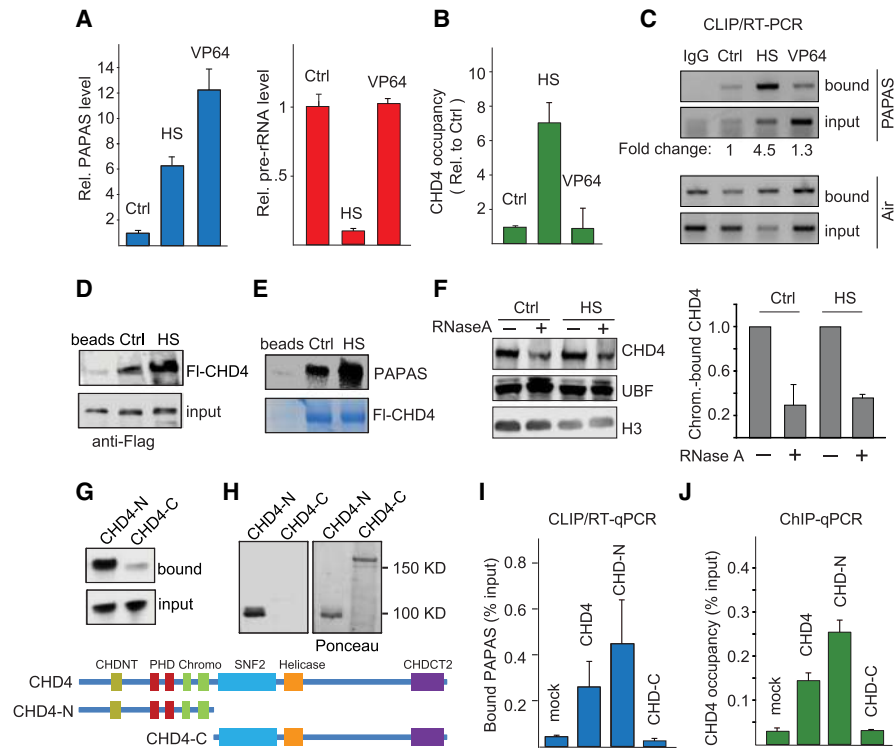 A
Rel. PAPAS level
14
12
10
8
6
4
2
Ctrl
HS
VP64
Rel. pre-rRNA level
1
.5
Ctrl
HS
VP64
B
CHD4 occupancy
( Rel. to Ctrl )
10
8
6
4
2
0
Ctrl
HS
VP64
C
CLIP/RT-PCR
IgG Ctrl HS VP64
bound
input
PAPAS
Fold change: 1 4.5 1.3
bound
input
Air
D
beads Ctrl HS
Fl-CHD4
input
anti-Flag
E
beads Ctrl HS
PAPAS
Fl-CHD4
F
Ctrl HS
RNaseA – + – +
CHD4
UBF
H3
Chrom.-bound CHD4
1.0
0.6
0.2
Ctrl HS
RNase A – + – +
G
CHD4-N
CHD4-C
bound
input
H
CHD4-N
CHD4-C
CHD4-N
CHD4-C
- 150 KD
- 100 KD
Ponceau
CHDNT PHD Chromo SNF2 Helicase CHDCT2
CHD4
CHD4-N
CHD4-C
I
CLIP/RT-qPCR
Bound PAPAS (% input)
0.8
0.6
0.4
0.2
mock
CHD4
CHD-N
CHD-C
J
ChIP-qPCR
CHD4 occupancy (% input)
0.4
0.3
0.2
0.1
mock
CHD4
CHD-N
CHD-C